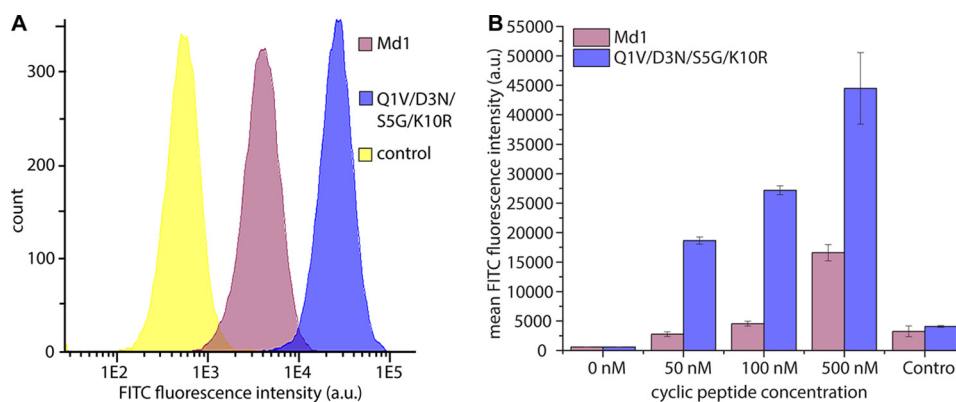 A
Md1
Q1V/D3N/
S5G/K10R
control
300
200
100
0
count
1E2 1E3 1E4 1E5
FITC fluorescence intensity (a.u.)
B
Md1
Q1V/D3N/S5G/K10R
55000
50000
45000
40000
35000
30000
25000
20000
15000
10000
5000
0
mean FITC fluorescence intensity (a.u.)
0 nM 50 nM 100 nM 500 nM Control
cyclic peptide concentration